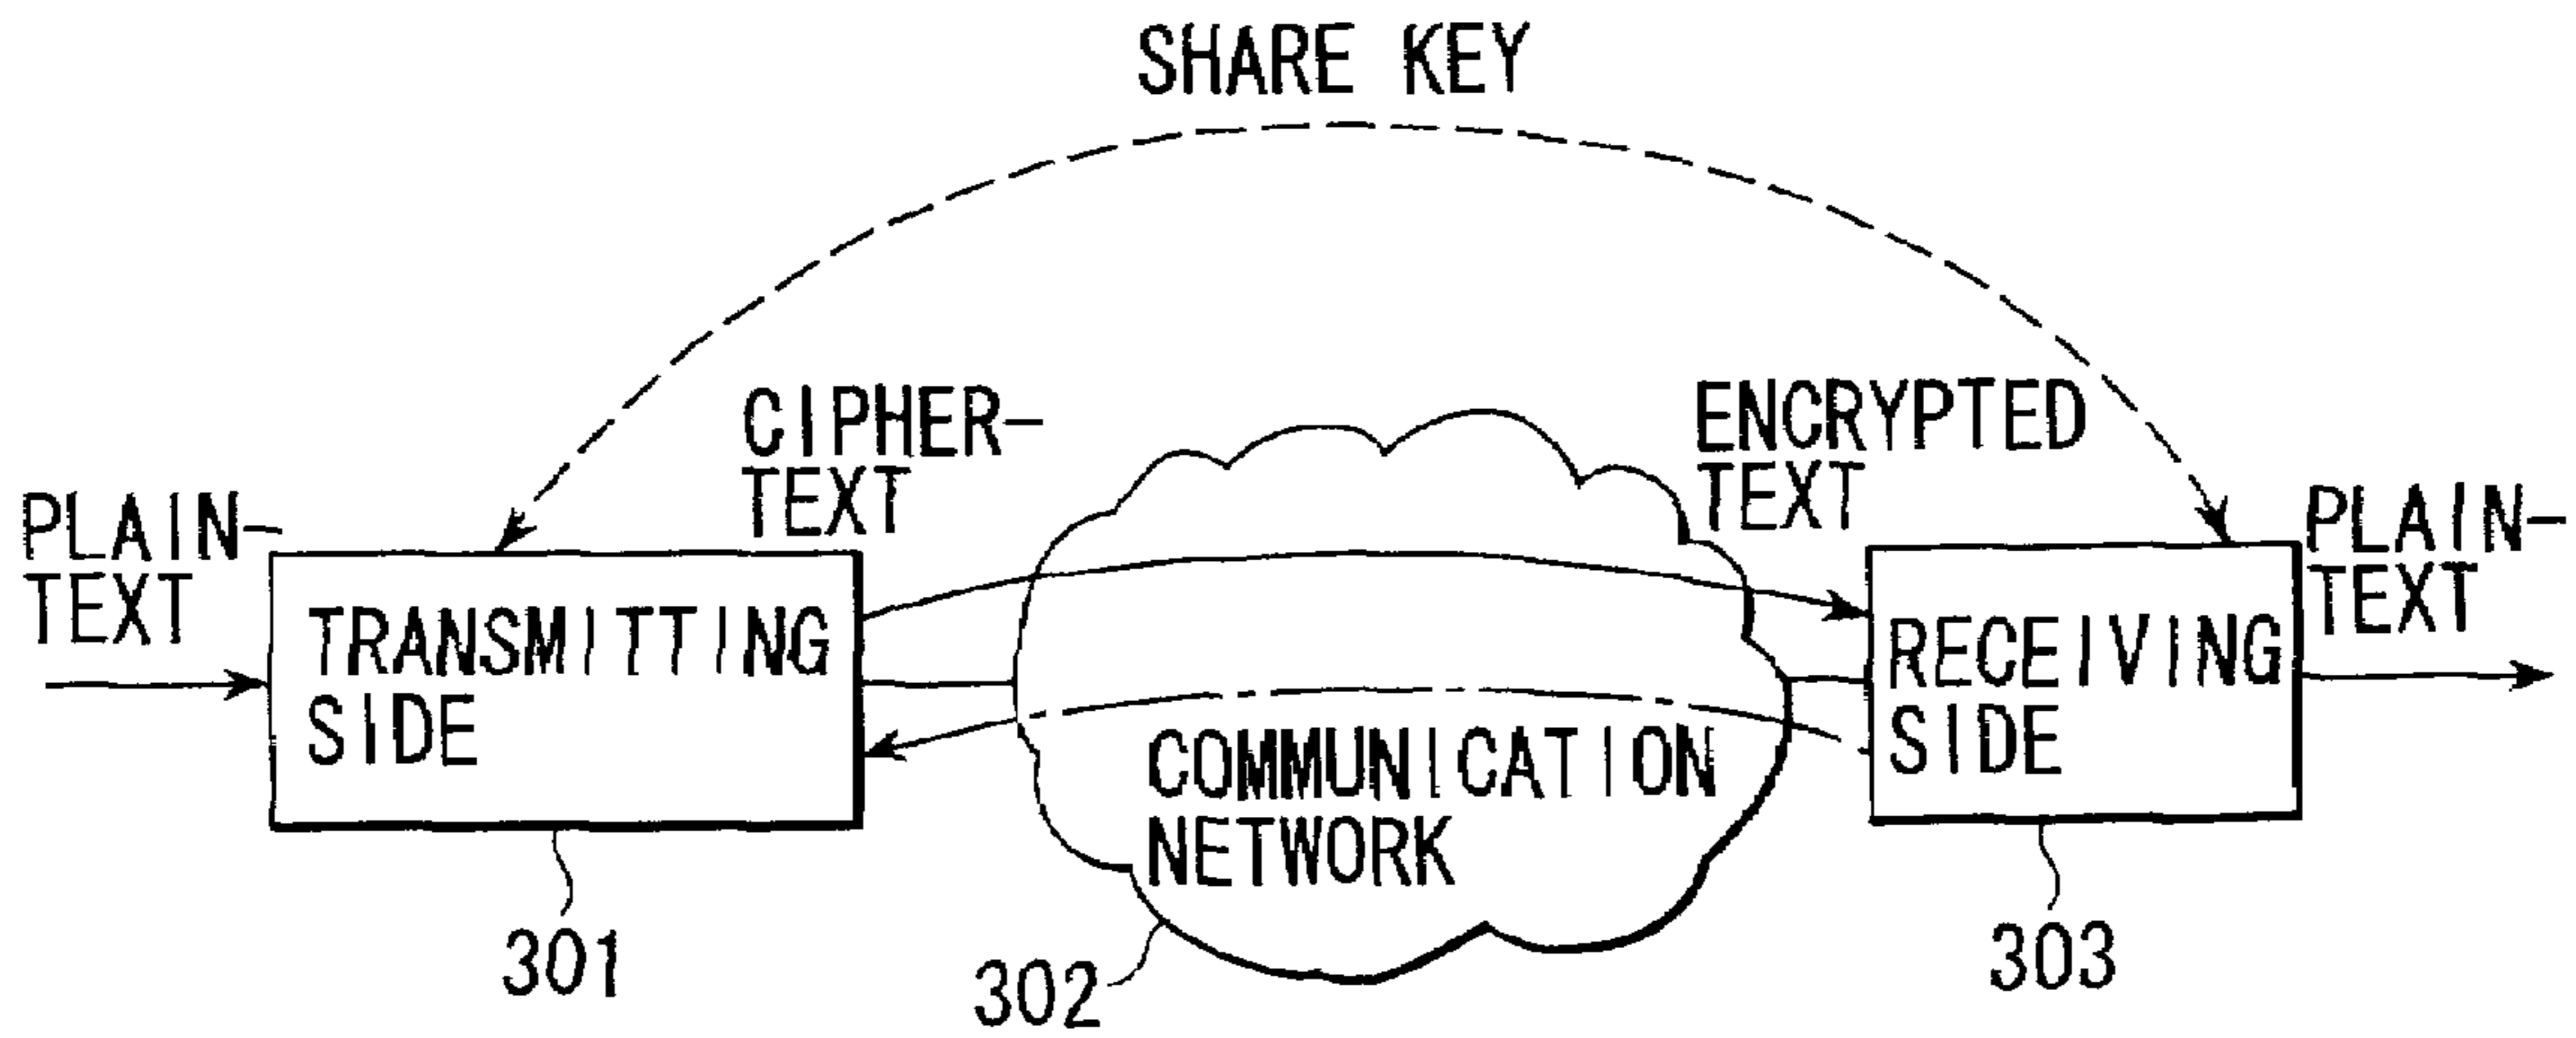 SHARE KEY
CIPHER-
TEXT
ENCRYPTED
TEXT
PLAIN-
TEXT
PLAIN-
TEXT
TRANSMITTING
SIDE
RECEIVING
SIDE
COMMUNICATION
NETWORK
301
302
303